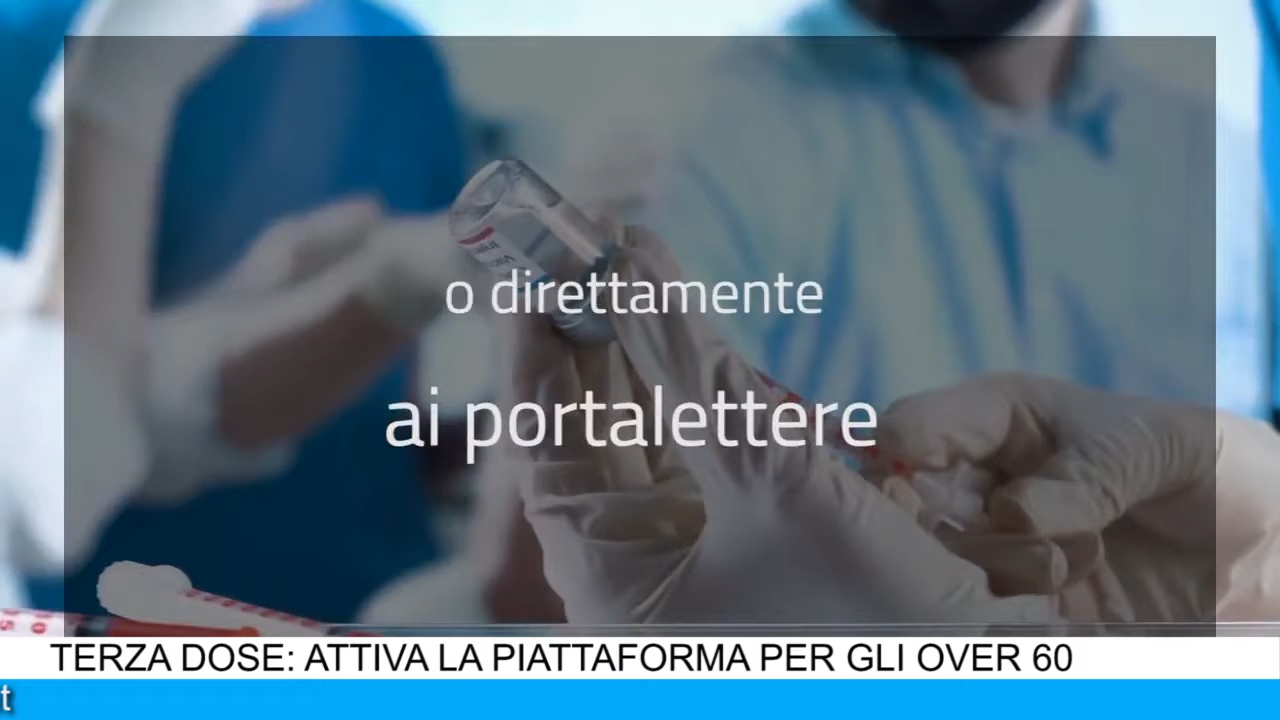 o direttamente
ai portalettere
TERZA DOSE: ATTIVA LA PIATTAFORMA PER GLI OVER 60
t